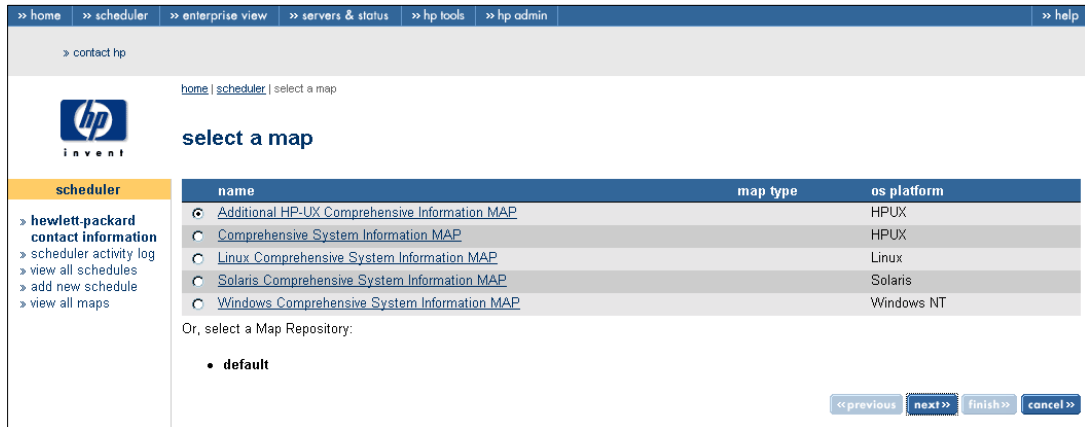 » home » scheduler » enterprise view » servers & status » hp tools » hp admin » help
» contact hp
home | scheduler | select a map
hp
invent
select a map
scheduler
» hewlett-packard
contact information
» scheduler activity log
» view all schedules
» add new schedule
» view all maps
name map type os platform
Additional HP-UX Comprehensive Information MAP HPUX
Comprehensive System Information MAP HPUX
Linux Comprehensive System Information MAP Linux
Solaris Comprehensive System Information MAP Solaris
Windows Comprehensive System Information MAP Windows NT
Or, select a Map Repository:
• default
«previous next» finish» cancel»